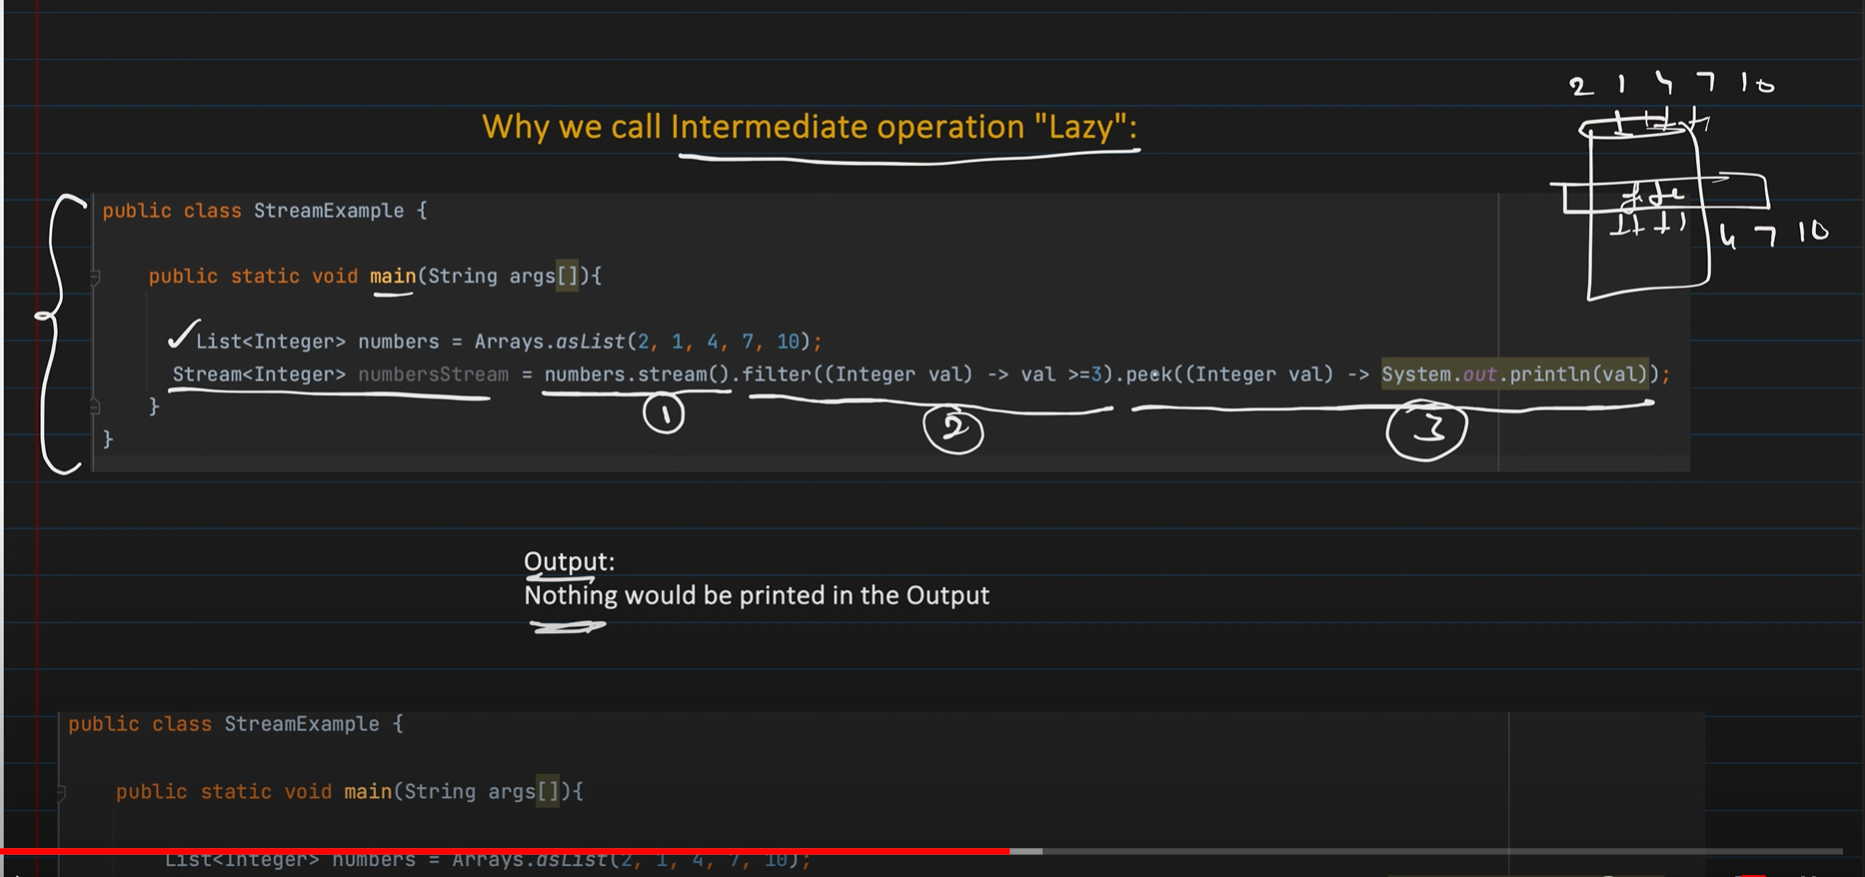 2 1 4 7 10
Why we call Intermediate operation "Lazy":
public class StreamExample {
4 7 10
public static void main(String args[]){
List<Integer> numbers = Arrays.asList(2, 1, 4, 7, 10);
Stream<Integer> numbersStream = numbers.stream().filter((Integer val) -> val >=3).peek((Integer val) -> System.out.println(val));
}
1 2 3
}
Output:
Nothing would be printed in the Output
public class StreamExample {
public static void main(String args[]){
List<Integer> numbers = Arrays.asList(2, 1, 4, 7, 10);